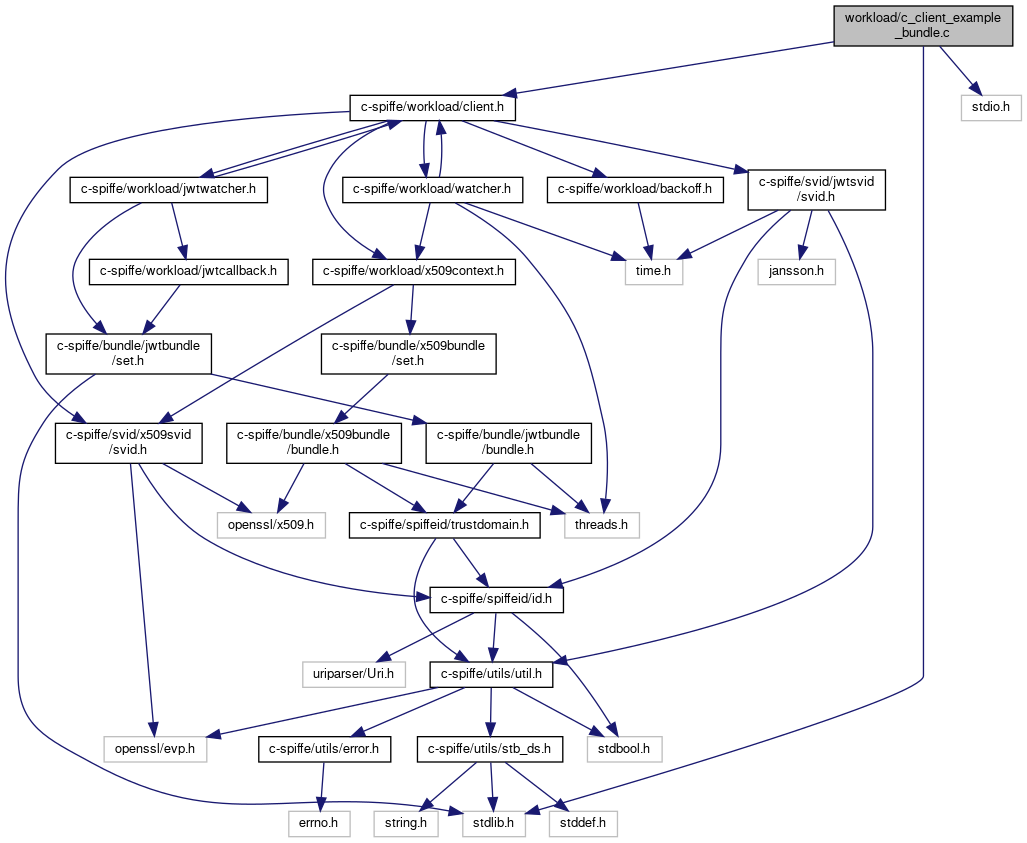 workload/c_client_example
_bundle.c
c-spiffe/workload/client.h
stdio.h
c-spiffe/workload/jwtwatcher.h
c-spiffe/workload/watcher.h
c-spiffe/workload/backoff.h
c-spiffe/svid/jwtsvid
/svid.h
c-spiffe/workload/jwtcallback.h
c-spiffe/workload/x509context.h
time.h
jansson.h
c-spiffe/bundle/jwtbundle
/set.h
c-spiffe/bundle/x509bundle
/set.h
c-spiffe/svid/x509svid
/svid.h
c-spiffe/bundle/x509bundle
/bundle.h
c-spiffe/bundle/jwtbundle
/bundle.h
openssl/x509.h
c-spiffe/spiffeid/trustdomain.h
threads.h
c-spiffe/spiffeid/id.h
uriparser/Uri.h
c-spiffe/utils/util.h
openssl/evp.h
c-spiffe/utils/error.h
c-spiffe/utils/stb_ds.h
stdbool.h
errno.h
string.h
stdlib.h
stddef.h